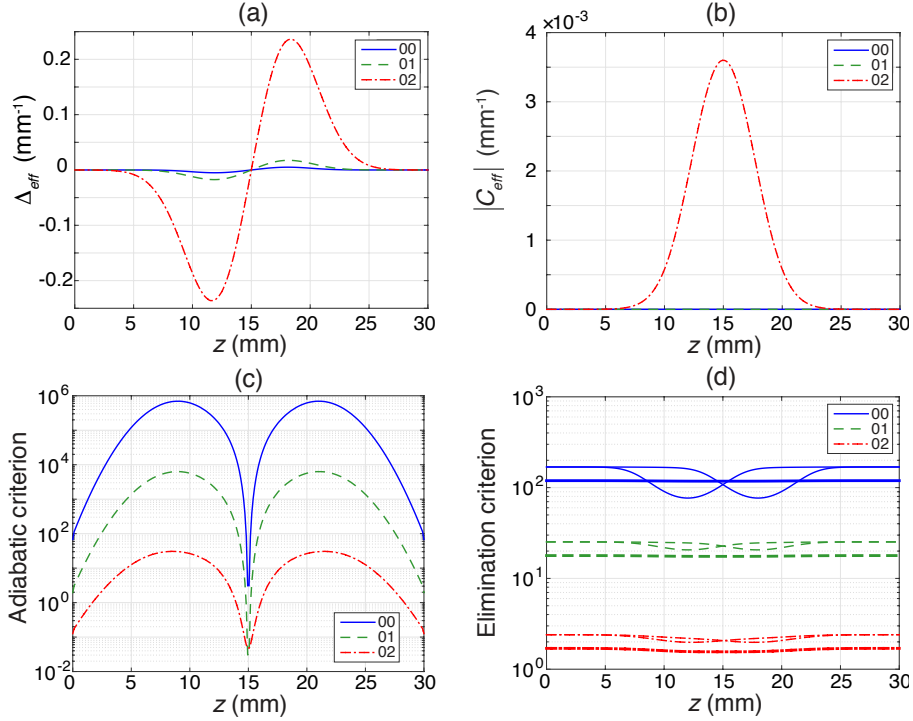 (a)
Δeff (mm⁻¹)
0.2
0.1
0
-0.1
-0.2
00
01
02
0 5 10 15 20 25 30
z (mm)
(b)
×10⁻³
|Ceff| (mm⁻¹)
4
3
2
1
0
00
01
02
0 5 10 15 20 25 30
z (mm)
(c)
Adiabatic criterion
10⁶
10⁴
10²
10⁰
10⁻²
00
01
02
0 5 10 15 20 25 30
z (mm)
(d)
Elimination criterion
10³
10²
10¹
10⁰
00
01
02
0 5 10 15 20 25 30
z (mm)